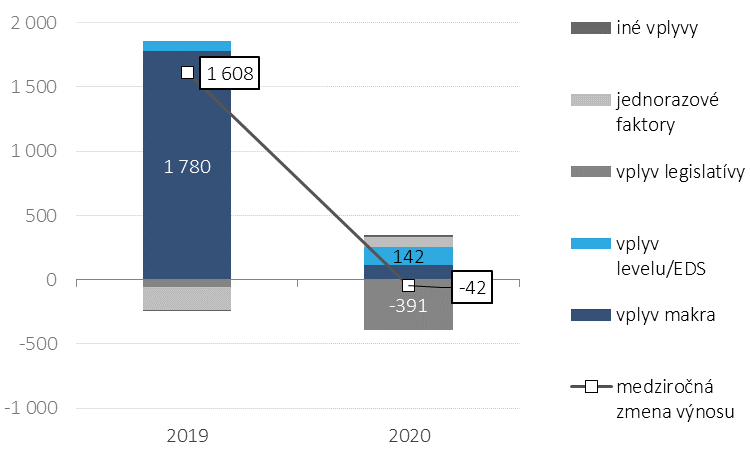 2 000
1 500
1 000
500
0
-500
-1 000
1 608
1 780
142
-42
-391
2019
2020
iné vplyvy
jednorazové
faktory
vplyv legislatívy
vplyv
levelu/EDS
vplyv makra
medziročná
zmena výnosu